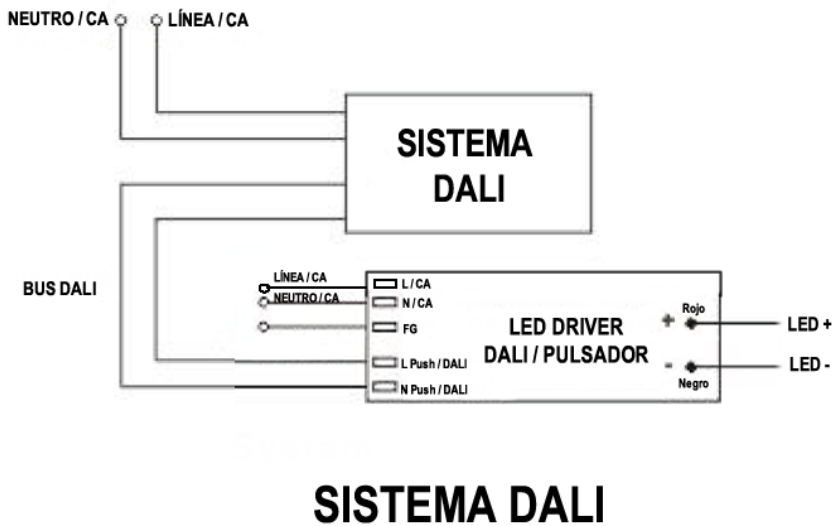 NEUTRO / CA LÍNEA / CA
SISTEMA
DALI
BUS DALI
LÍNEA / CA
NEUTRO / CA
L / CA
N / CA
FG
L Push / DALI
N Push / DALI
LED DRIVER
DALI / PULSADOR
+ Rojo
- Negro
LED +
LED -
SISTEMA DALI